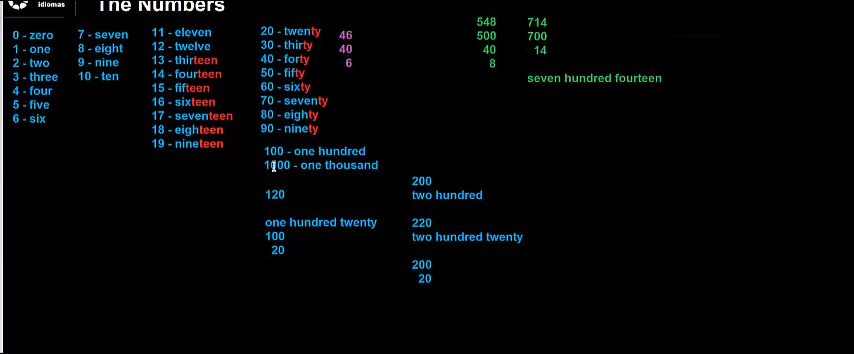 idiomas
The Numbers
0 - zero
1 - one
2 - two
3 - three
4 - four
5 - five
6 - six
7 - seven
8 - eight
9 - nine
10 - ten
11 - eleven
12 - twelve
13 - thirteen
14 - fourteen
15 - fifteen
16 - sixteen
17 - seventeen
18 - eighteen
19 - nineteen
20 - twenty
30 - thirty
40 - forty
50 - fifty
60 - sixty
70 - seventy
80 - eighty
90 - ninety
46
40
6
100 - one hundred
1000 - one thousand
120
one hundred twenty
100
20
200
two hundred
220
two hundred twenty
200
20
548
500
40
8
714
700
14
seven hundred fourteen